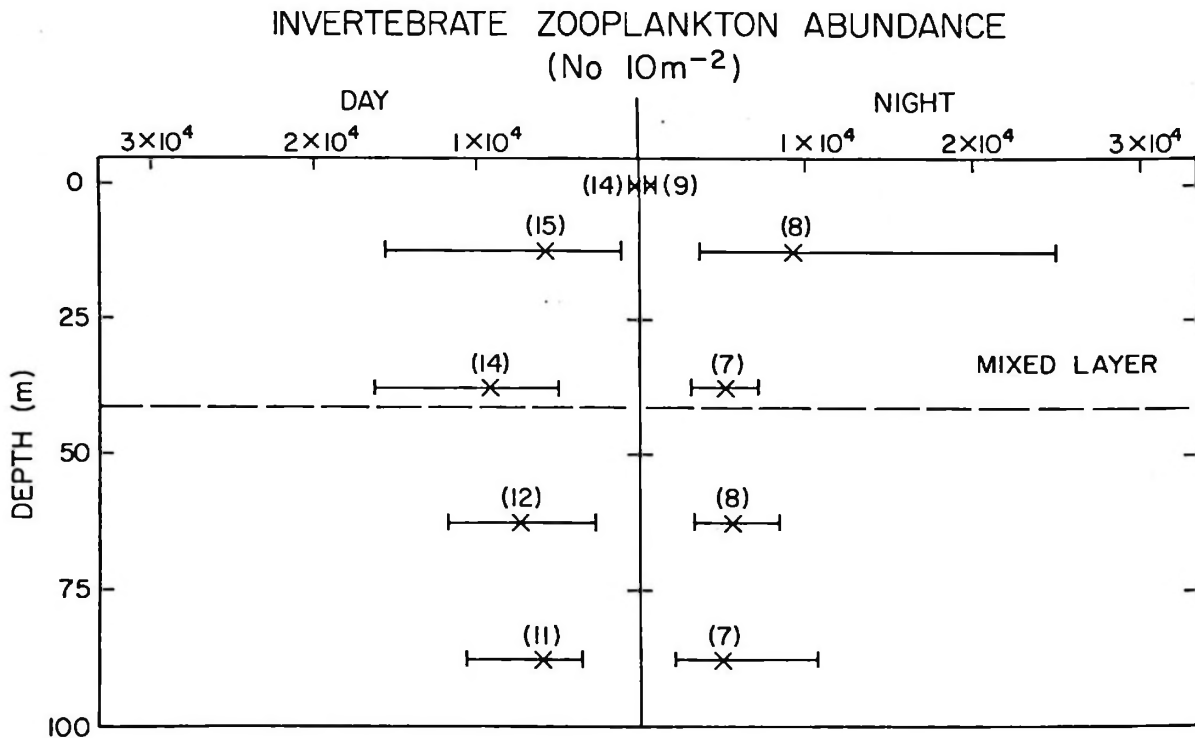 INVERTEBRATE ZOOPLANKTON ABUNDANCE
(No 10m⁻²)
DAY NIGHT
3×10⁴ 2×10⁴ 1×10⁴ 1×10⁴ 2×10⁴ 3×10⁴
0 (14) (9)
(15) (8)
25
(14) (7) MIXED LAYER
DEPTH (m)
50
(12) (8)
75
(11) (7)
100